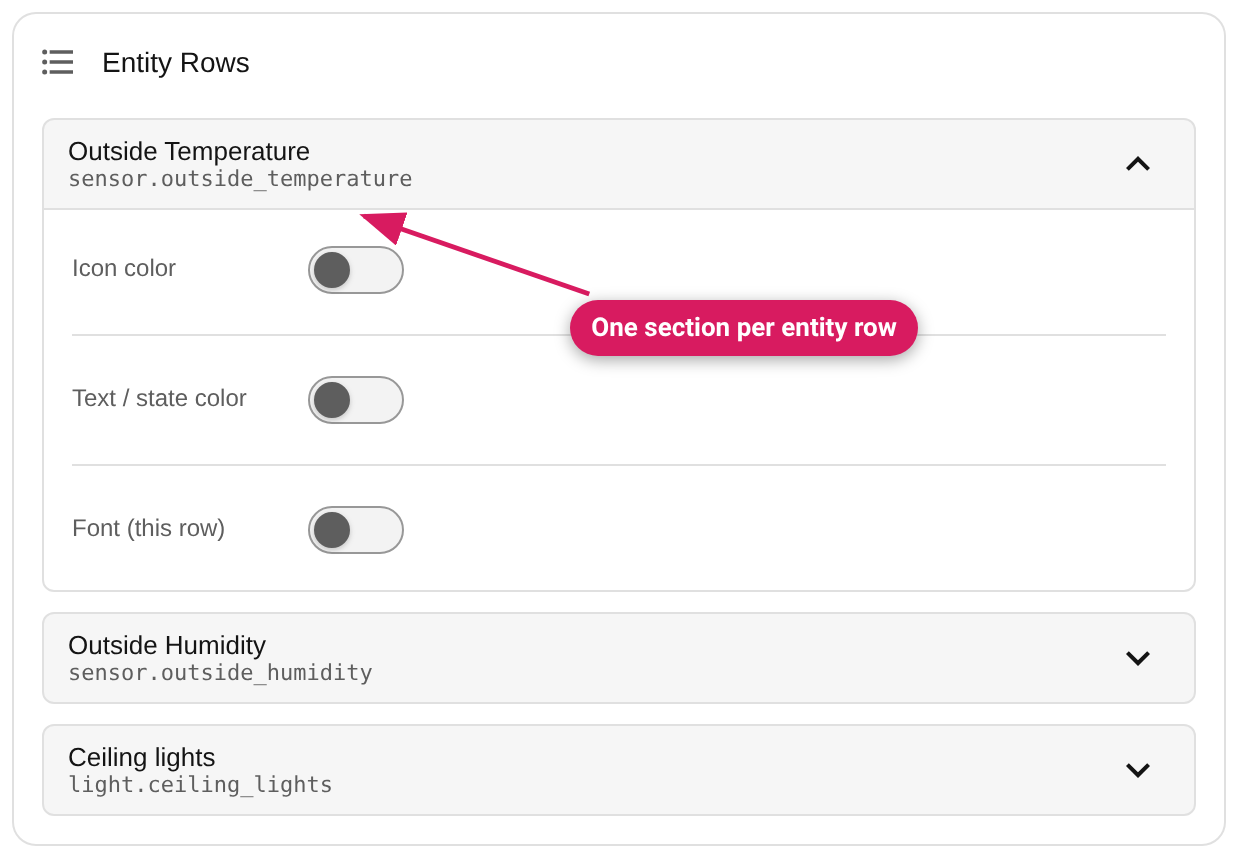 Entity Rows
Outside Temperature
sensor.outside_temperature
Icon color
One section per entity row
Text / state color
Font (this row)
Outside Humidity
sensor.outside_humidity
Ceiling lights
light.ceiling_lights